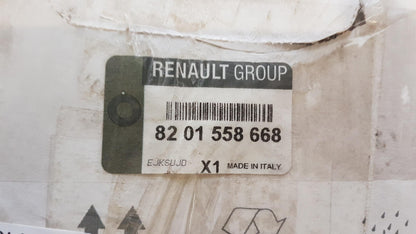 RENAULT GROUP
82 01 558 668
EJKSUJD X1 MADE IN ITALY